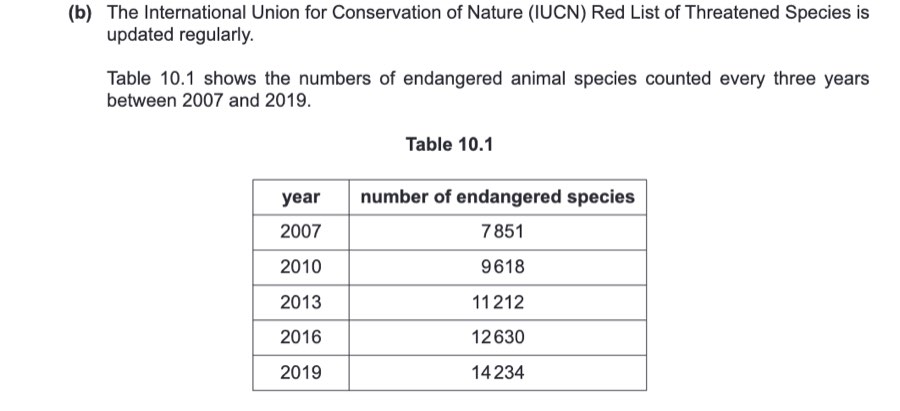 (b) The International Union for Conservation of Nature (IUCN) Red List of Threatened Species is
updated regularly.
Table 10.1 shows the numbers of endangered animal species counted every three years
between 2007 and 2019.
Table 10.1
year number of endangered species
2007 7851
2010 9618
2013 11212
2016 12630
2019 14234